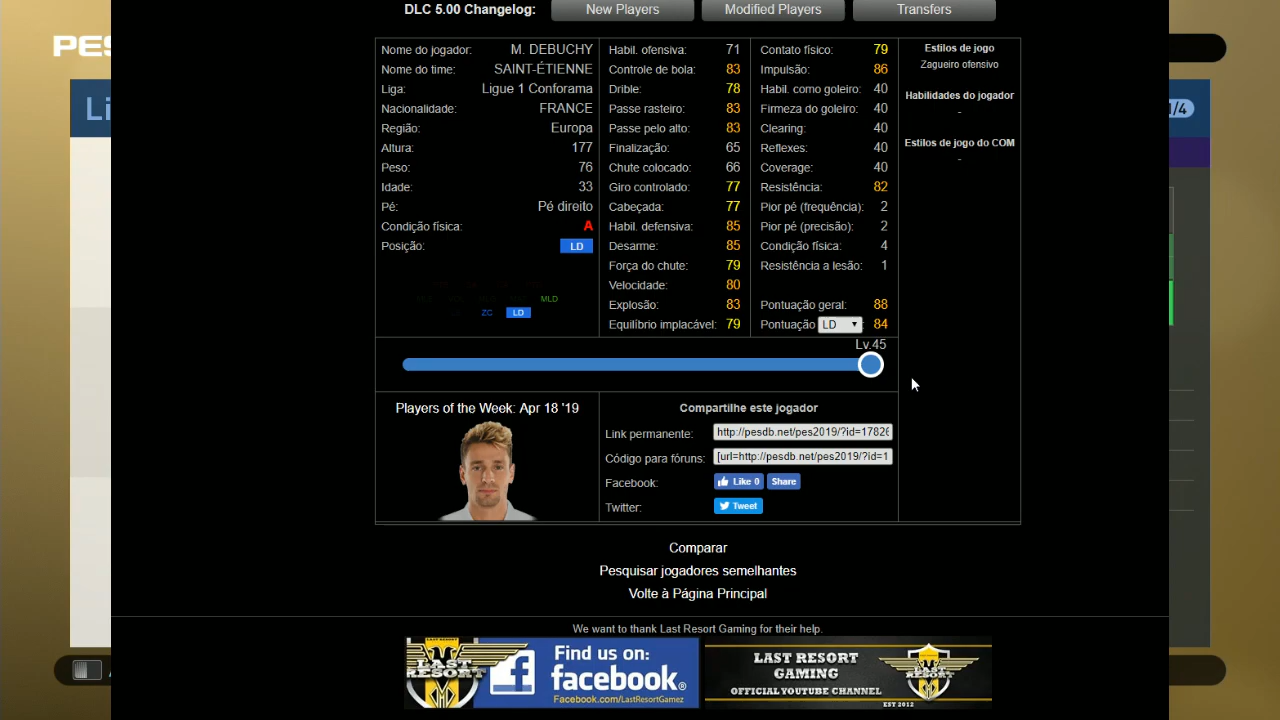 PES
DLC 5.00 Changelog: New Players Modified Players Transfers
Li
1/4
Nome do jogador: M. DEBUCHY
Nome do time: SAINT-ÉTIENNE
Liga: Ligue 1 Conforama
Nacionalidade: FRANCE
Região: Europa
Altura: 177
Peso: 76
Idade: 33
Pé: Pé direito
Condição física: A
Posição: LD
MLD
ZC LD
Habil. ofensiva: 71
Controle de bola: 83
Drible: 78
Passe rasteiro: 83
Passe pelo alto: 83
Finalização: 65
Chute colocado: 66
Giro controlado: 77
Cabeçada: 77
Habil. defensiva: 85
Desarme: 85
Força do chute: 79
Velocidade: 80
Explosão: 83
Equilíbrio implacável: 79
Contato físico: 79
Impulsão: 86
Habil. como goleiro: 40
Firmeza do goleiro: 40
Clearing: 40
Reflexes: 40
Coverage: 40
Resistência: 82
Pior pé (frequência): 2
Pior pé (precisão): 2
Condição física: 4
Resistência a lesão: 1
Pontuação geral: 88
Pontuação LD : 84
Estilos de jogo
Zagueiro ofensivo
Habilidades do jogador
-
Estilos de jogo do COM
-
Lv.45
Players of the Week: Apr 18 '19
Compartilhe este jogador
Link permanente: http://pesdb.net/pes2019/?id=1782
Código para fóruns: [url=http://pesdb.net/pes2019/?id=1
Facebook: Like 0 Share
Twitter: Tweet
Comparar
Pesquisar jogadores semelhantes
Volte à Página Principal
We want to thank Last Resort Gaming for their help.
LAST RESORT
Find us on:
facebook®
Facebook.com/LastResortGamez
LAST RESORT
GAMING
OFFICIAL YOUTUBE CHANNEL
LAST RESORT
EST 2012